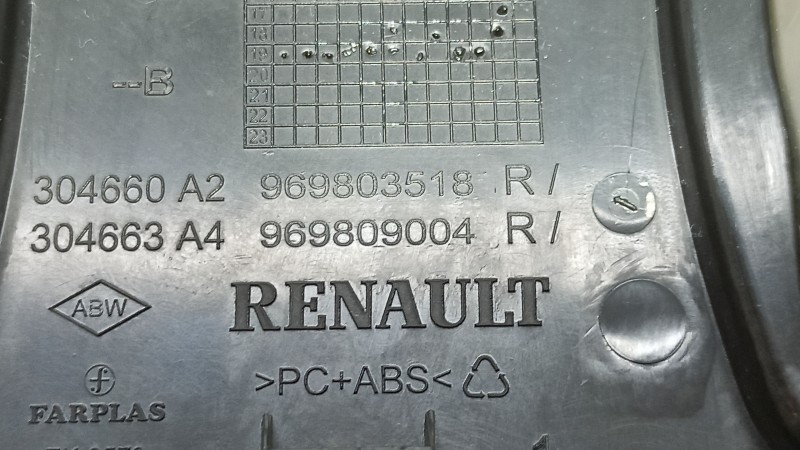 17
18
19
20
--B
21
22
23
304660 A2 969803518 R/
304663 A4 969809004 R/
ABW
RENAULT
>PC+ABS<
FARPLAS